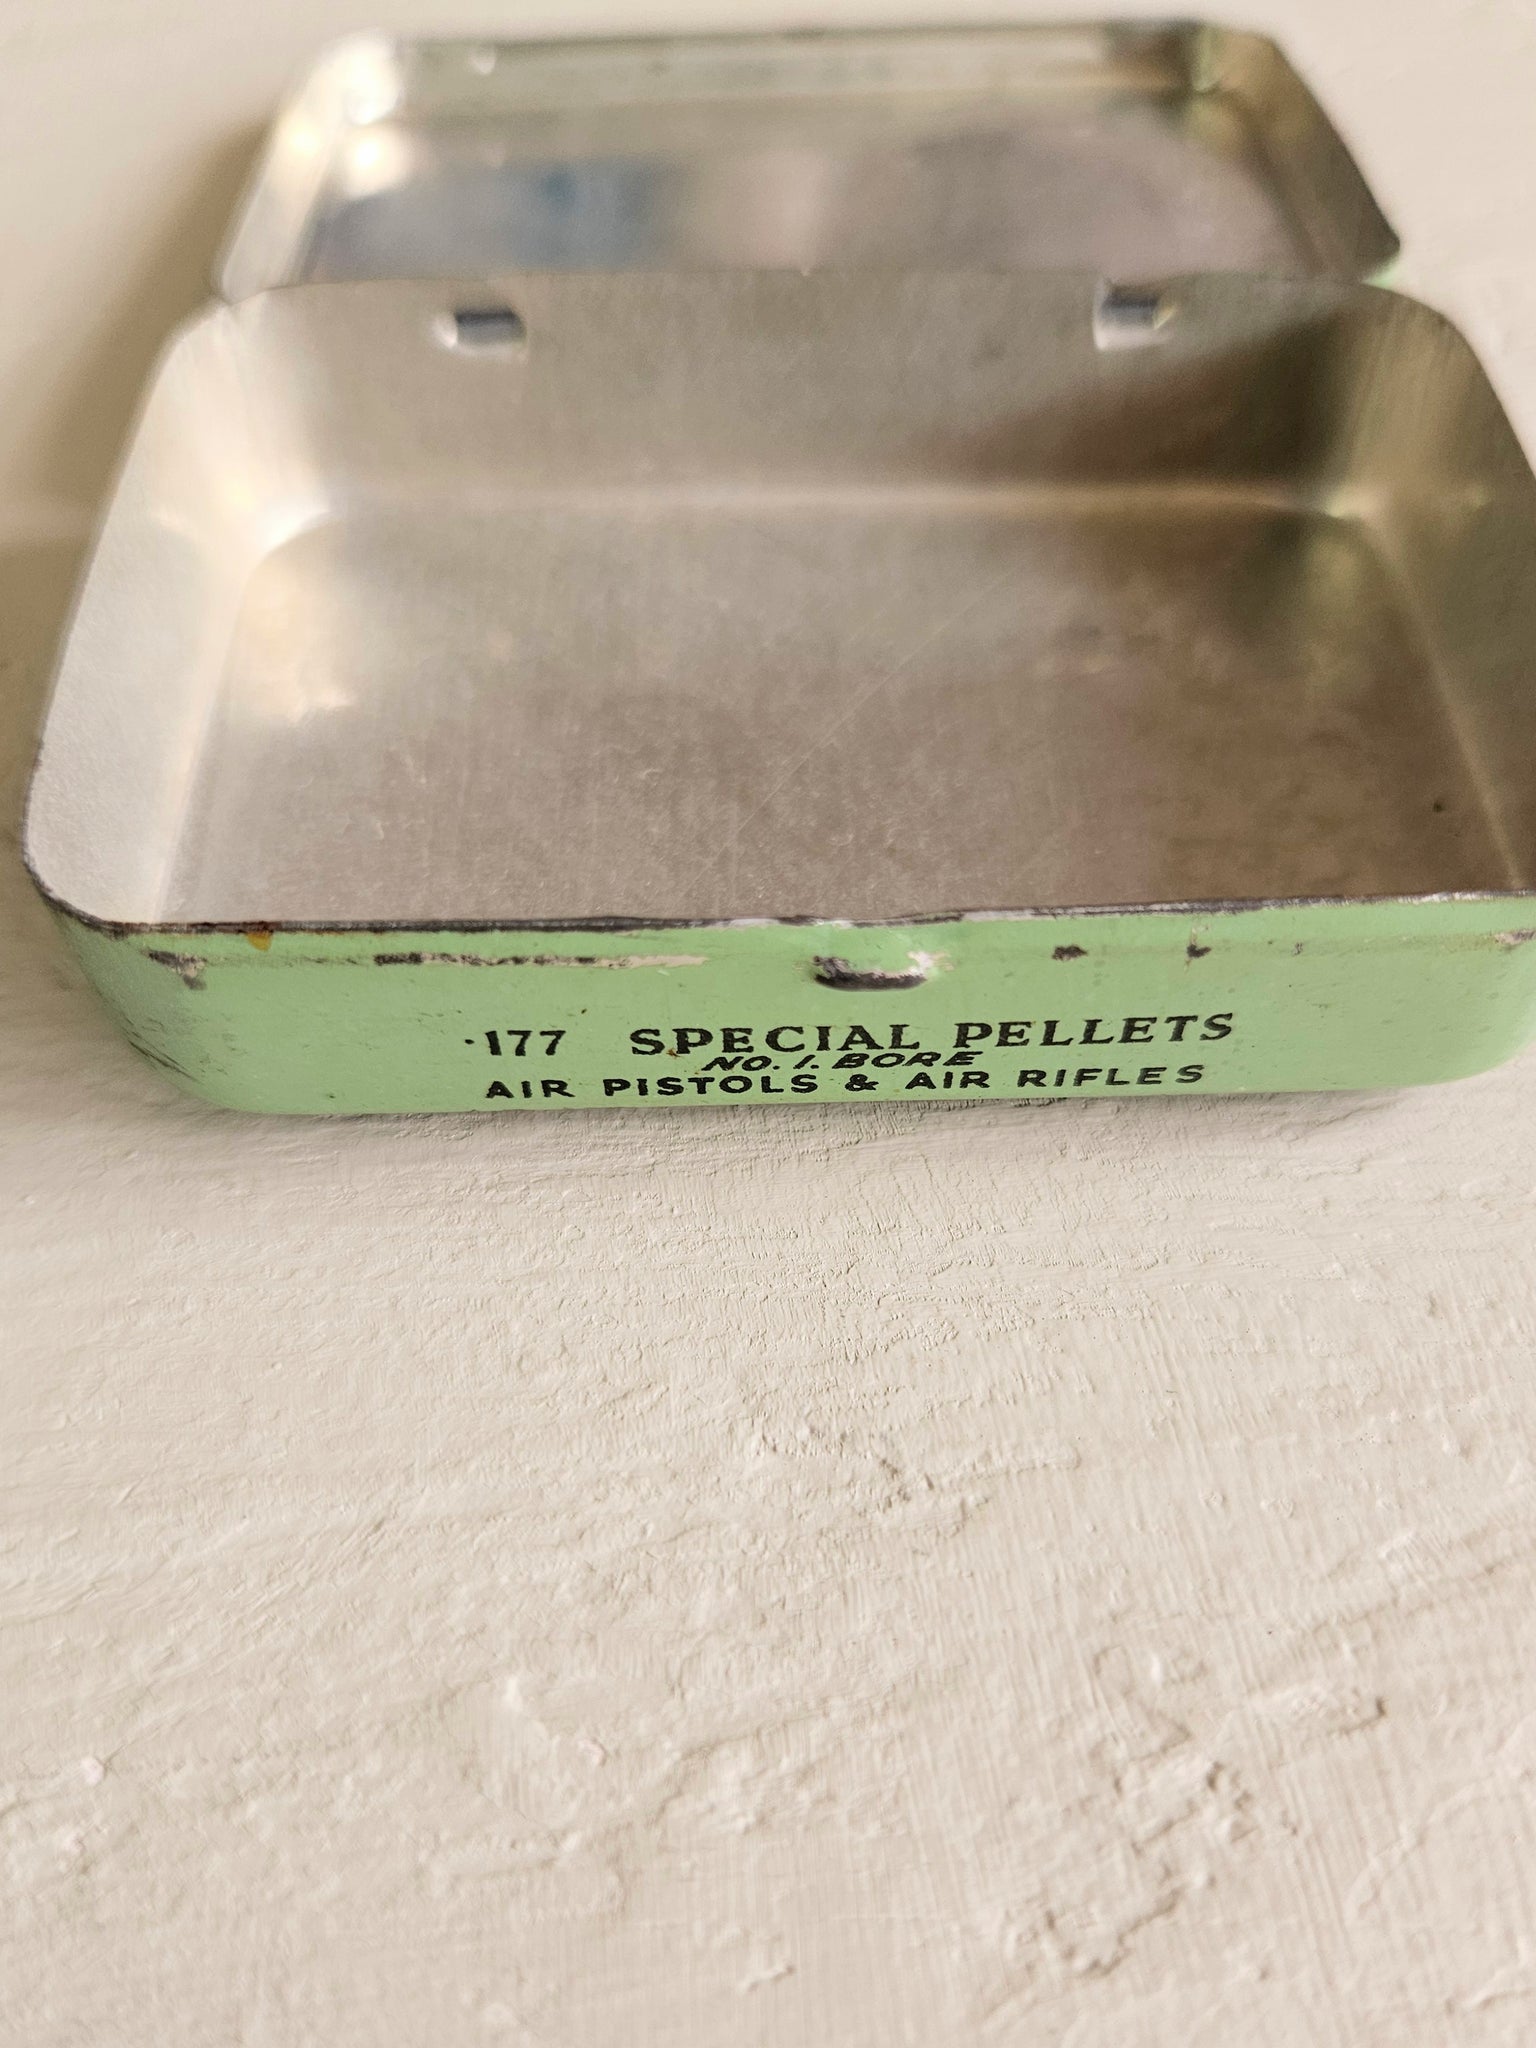 ·177 SPECIAL PELLETS
NO. 1. BORE
AIR PISTOLS & AIR RIFLES